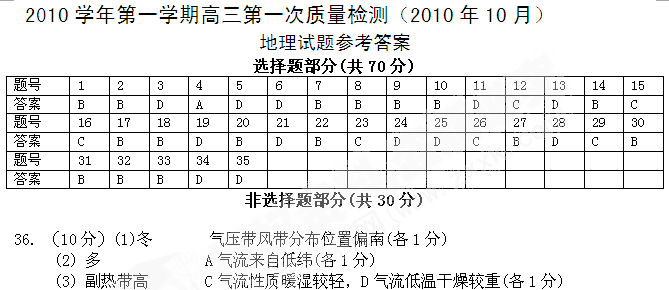 2010 学年第一学期高三第一次质量检测（2010 年 10 月）
地理试题参考答案
选择题部分(共 70 分)
题号 1 2 3 4 5 6 7 8 9 10 11 12 13 14 15
答案 B B D A D D B B B B D C D B C
题号 16 17 18 19 20 21 22 23 24 25 26 27 28 29 30
答案 C B B D B D B C D D C B D C B
题号 31 32 33 34 35
答案 B B B D D
非选择题部分(共 30 分)
36. （10 分）(1)冬 气压带风带分布位置偏南(各 1 分)
(2) 多 A 气流来自低纬(各 1 分)
(3) 副热带高 C 气流性质暖湿较轻，D 气流低温干燥较重(各 1 分)